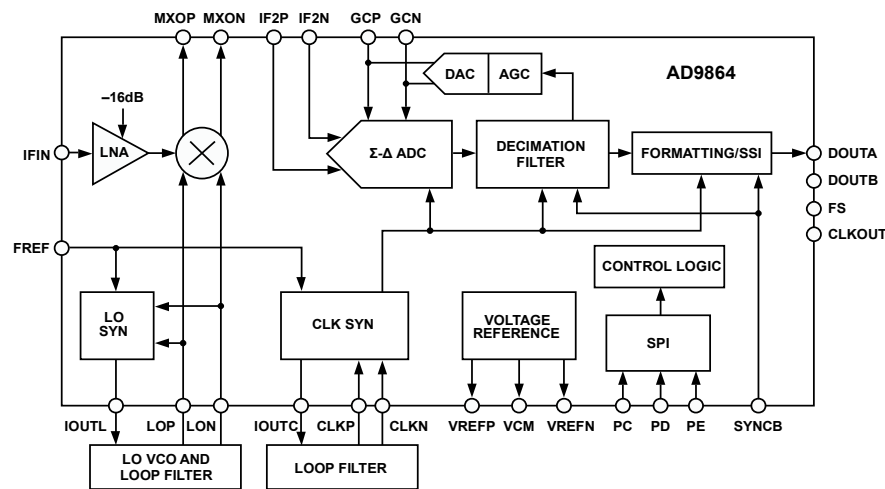 MXOP MXON IF2P IF2N GCP GCN
DAC AGC
AD9864
–16dB
IFIN
LNA
Σ-Δ ADC
DECIMATION
FILTER
FORMATTING/SSI
DOUTA
DOUTB
FS
CLKOUT
FREF
CONTROL LOGIC
LO
SYN
CLK SYN
VOLTAGE
REFERENCE
SPI
IOUTL LOP LON IOUTC CLKP CLKN VREFP VCM VREFN PC PD PE SYNCB
LO VCO AND
LOOP FILTER
LOOP FILTER